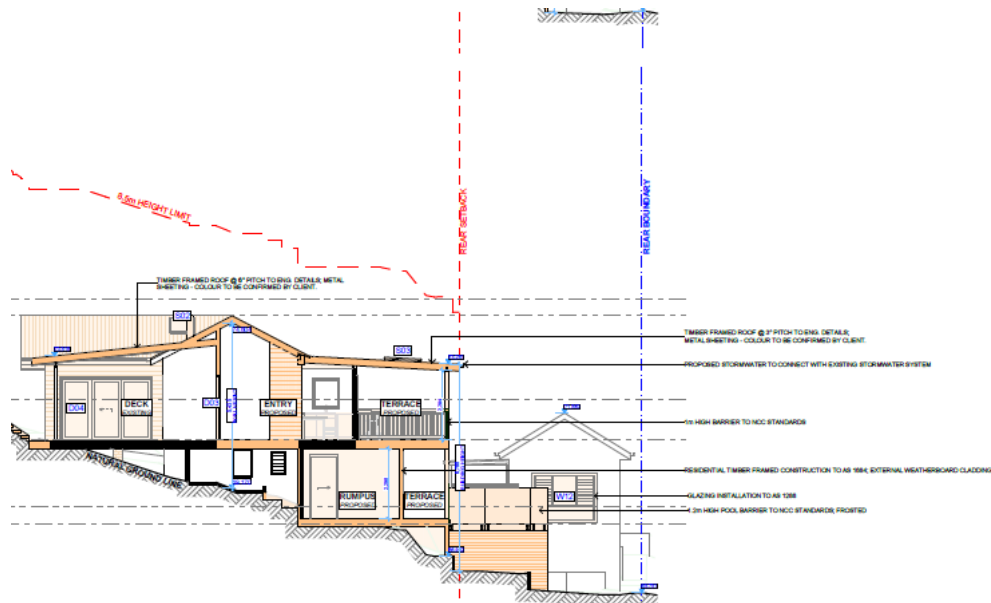 8.5m HEIGHT LIMIT
REAR SETBACK
REAR BOUNDARY
TIMBER FRAMED ROOF @ 6° PITCH TO ENG. DETAILS; METAL
SHEETING - COLOUR TO BE CONFIRMED BY CLIENT.
S02
S03
TIMBER FRAMED ROOF @ 3° PITCH TO ENG. DETAILS;
METAL SHEETING - COLOUR TO BE CONFIRMED BY CLIENT.
PROPOSED STORMWATER TO CONNECT WITH EXISTING STORMWATER SYSTEM
D04
DECK
EXISTING
D03
ENTRY
PROPOSED
TERRACE
PROPOSED
1m HIGH BARRIER TO NCC STANDARDS
NATURAL GROUND LINE
RUMPUS
PROPOSED
TERRACE
PROPOSED
RESIDENTIAL TIMBER FRAMED CONSTRUCTION TO AS 1684; EXTERNAL WEATHERBOARD CLADDING
W12
GLAZING INSTALLATION TO AS 1288
1.2m HIGH POOL BARRIER TO NCC STANDARDS; FROSTED